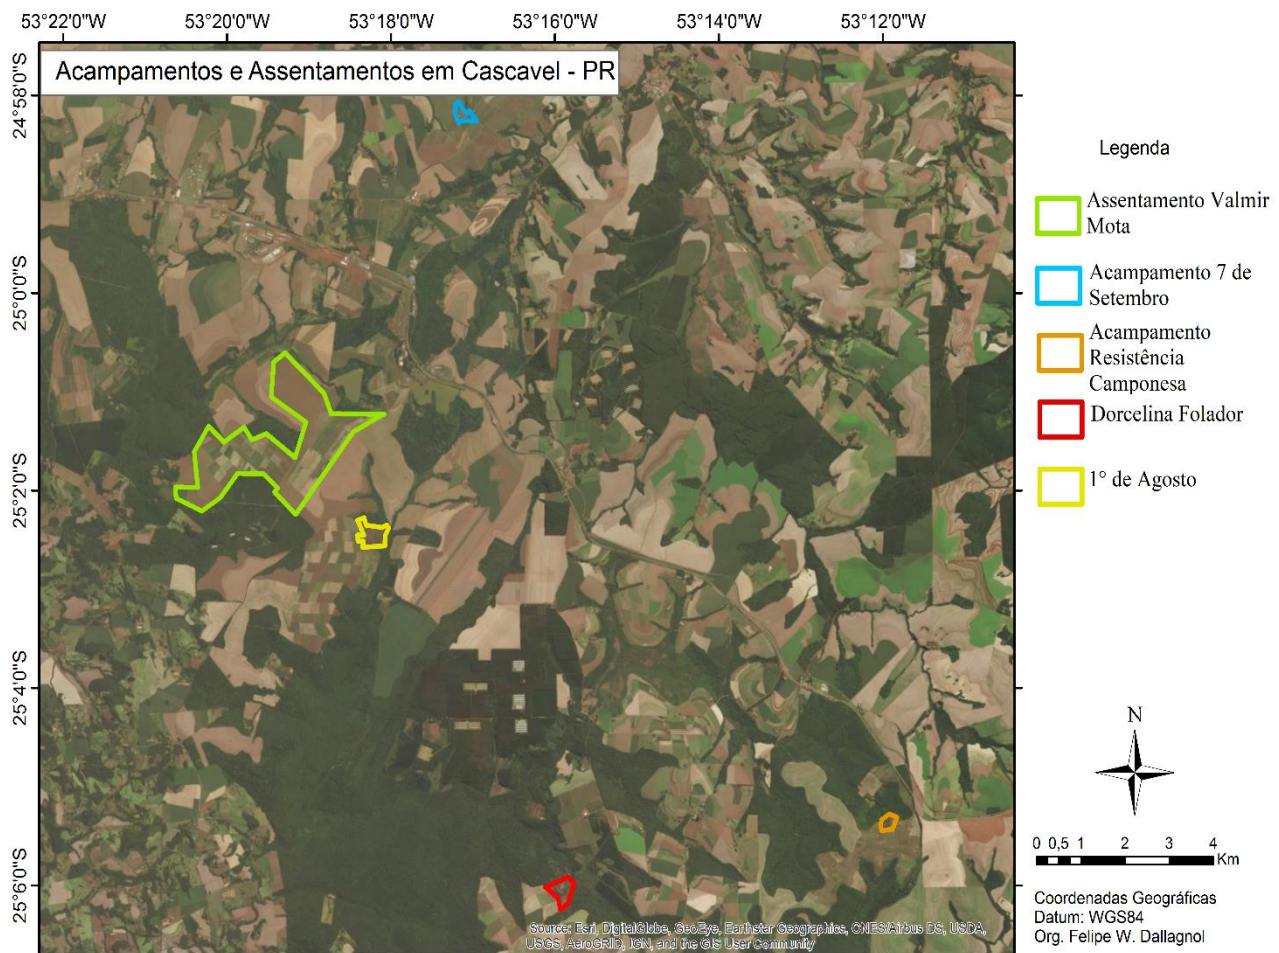 53°22'0"W 53°20'0"W 53°18'0"W 53°16'0"W 53°14'0"W 53°12'0"W
Acampamentos e Assentamentos em Cascavel - PR
24°58'0"S
25°0'0"S
25°2'0"S
25°4'0"S
25°6'0"S
Legenda
Assentamento Valmir
Mota
Acampamento 7 de
Setembro
Acampamento
Resistência
Camponesa
Dorcelina Folador
1° de Agosto
N
0 0,5 1 2 3 4
Km
Coordenadas Geográficas
Datum: WGS84
Org. Felipe W. Dallagnol
Source: Esri, DigitalGlobe, GeoEye, Earthstar Geographics, CNES/Airbus DS, USDA,
USGS, AeroGRID, IGN, and the GIS User Community